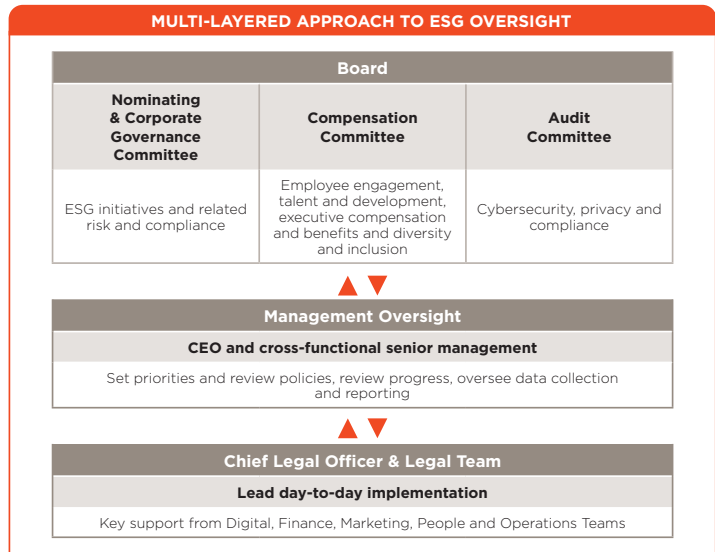 MULTI-LAYERED APPROACH TO ESG OVERSIGHT
Board
Nominating
& Corporate
Governance
Committee
Compensation
Committee
Audit
Committee
ESG initiatives and related
risk and compliance
Employee engagement,
talent and development,
executive compensation
and benefits and diversity
and inclusion
Cybersecurity, privacy and
compliance
Management Oversight
CEO and cross-functional senior management
Set priorities and review policies, review progress, oversee data collection
and reporting
Chief Legal Officer & Legal Team
Lead day-to-day implementation
Key support from Digital, Finance, Marketing, People and Operations Teams